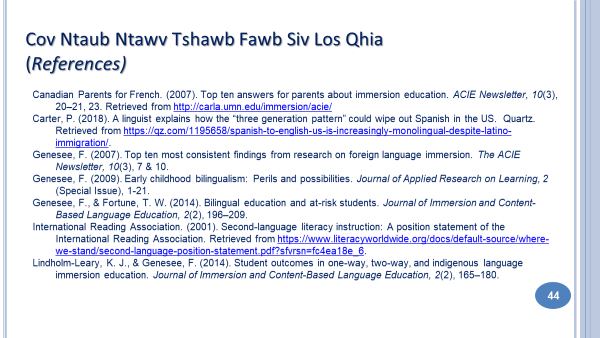 Cov Ntaub Ntawv Tshawb Fawb Siv Los Qhia
(References)
Canadian Parents for French. (2007). Top ten answers for parents about immersion education. ACIE Newsletter, 10(3),
20–21, 23. Retrieved from http://carla.umn.edu/immersion/acie/
Carter, P. (2018). A linguist explains how the “three generation pattern” could wipe out Spanish in the US. Quartz.
Retrieved from https://qz.com/1195658/spanish-to-english-us-is-increasingly-monolingual-despite-latino-
immigration/.
Genesee, F. (2007). Top ten most consistent findings from research on foreign language immersion. The ACIE
Newsletter, 10(3), 7 & 10.
Genesee, F. (2009). Early childhood bilingualism: Perils and possibilities. Journal of Applied Research on Learning, 2
(Special Issue), 1-21.
Genesee, F., & Fortune, T. W. (2014). Bilingual education and at-risk students. Journal of Immersion and Content-
Based Language Education, 2(2), 196–209.
International Reading Association. (2001). Second-language literacy instruction: A position statement of the
International Reading Association. Retrieved from https://www.literacyworldwide.org/docs/default-source/where-
we-stand/second-language-position-statement.pdf?sfvrsn=fc4ea18e_6.
Lindholm-Leary, K. J., & Genesee, F. (2014). Student outcomes in one-way, two-way, and indigenous language
immersion education. Journal of Immersion and Content-Based Language Education, 2(2), 165–180.
44